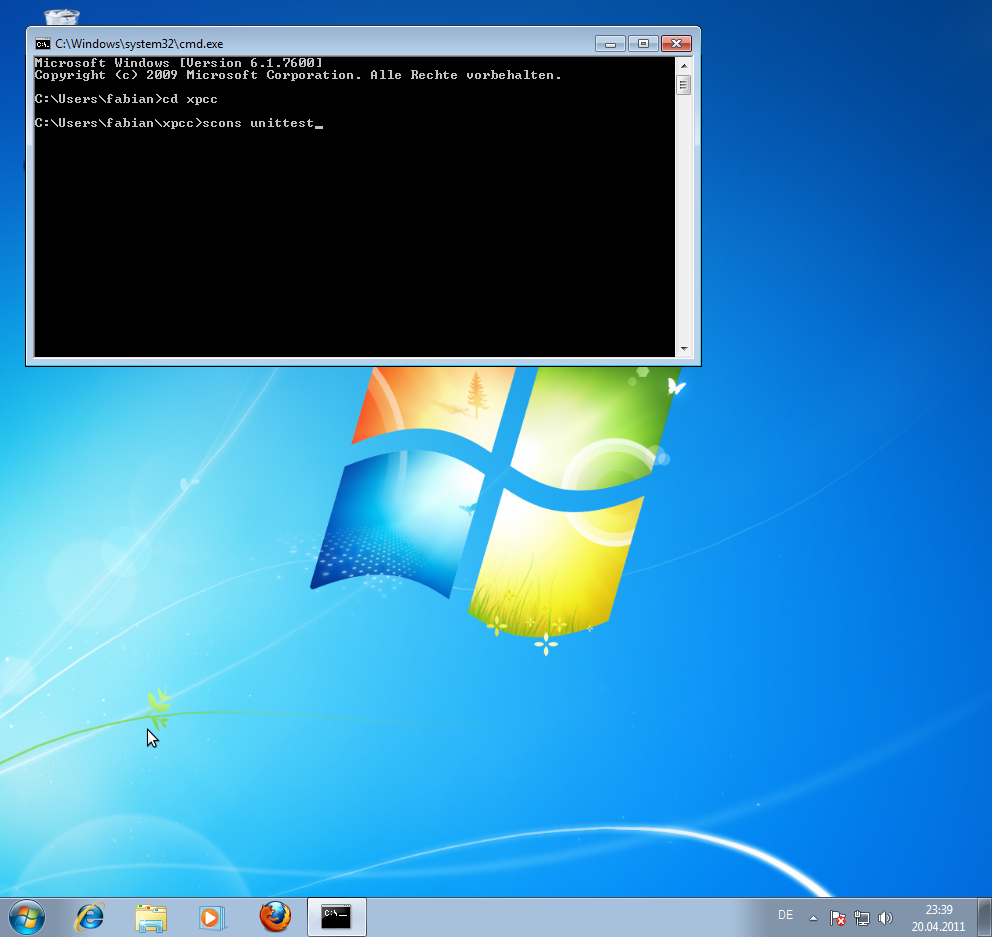 C:\Windows\system32\cmd.exe
Microsoft Windows [Version 6.1.7600]
Copyright (c) 2009 Microsoft Corporation. Alle Rechte vorbehalten.
C:\Users\fabian>cd xpcc
C:\Users\fabian\xpcc>scons unittest_
DE
23:39
20.04.2011